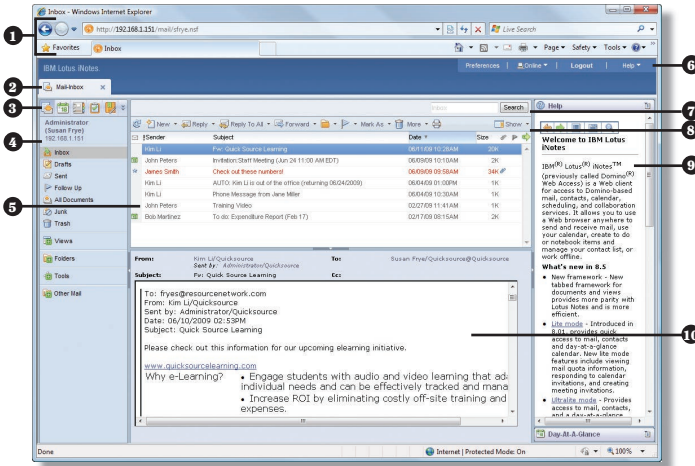 Inbox - Windows Internet Explorer
1
http://192.168.1.151/mail/sfrye.nsf
Live Search
Favorites
Inbox
Page
Safety
Tools
IBM Lotus iNotes
Preferences | Online | Logout | Help
6
2
Mail-Inbox
3
Search
7
Help
New Reply Reply To All Forward Mark As More Show
8
4
Administrator
(Susan Frye)
192.168.1.151
Inbox
Drafts
Sent
Follow Up
All Documents
Junk
Trash
Views
Folders
Tools
Other Mail
! Sender Subject Date Size
Kim Li Fw: Quick Source Learning 06/11/09 10:28AM 20K
John Peters Invitation:Staff Meeting (Jun 24 11:00 AM EDT) 06/09/09 10:10AM 2K
James Smith Check out these numbers! 06/09/09 09:58AM 34K
Kim Li AUTO: Kim Li is out of the office (returning 06/24/2009) 06/04/09 01:00PM 1K
Kim Li Phone Message from Jane Miller 06/04/09 10:30AM 1K
5
John Peters Training Video 02/27/09 11:41AM 1K
Bob Martinez To do: Expenditure Report (Feb 17) 02/17/09 08:15AM 2K
From: Kim Li/Quicksource To: Susan Frye/Quicksource@Quicksource
Sent by: Administrator/Quicksource
Subject: Fw: Quick Source Learning Cc:
To: fryes@resourcenetwork.com
From: Kim Li/Quicksource
Sent by: Administrator/Quicksource
Date: 06/10/2009 02:53PM
Subject: Quick Source Learning
Please check out this information for our upcoming elearning initiative.
www.quicksourcelearning.com
Why e-Learning? • Engage students with audio and video learning that ada
individual needs and can be effectively tracked and mana
• Increase ROI by eliminating costly off-site training and
expenses.
Welcome to IBM Lotus
iNotes
9
IBM(R) Lotus(R) iNotes TM
(previously called Domino(R)
Web Access) is a Web client
for access to Domino-based
mail, contacts, calendar,
scheduling, and collaboration
services. It allows you to use
a Web browser anywhere to
send and receive mail, use
your calendar, create to do
or notebook items and
manage your contact list, or
work offline.
What's new in 8.5
• New framework - New
tabbed framework for
documents and views
provides more parity with
Lotus Notes and is more
efficient.
• Lite mode - Introduced in
8.01, provides quick
access to mail, contacts
and day-at-a-glance
calendar. New lite mode
features include viewing
mail quota information,
responding to calendar
invitations, and creating
meeting invitations.
• Ultralite mode - Provides
access to mail, contacts,
and a day-at-a-glance
10
Day-At-A-Glance
Done
Internet | Protected Mode: On
100%